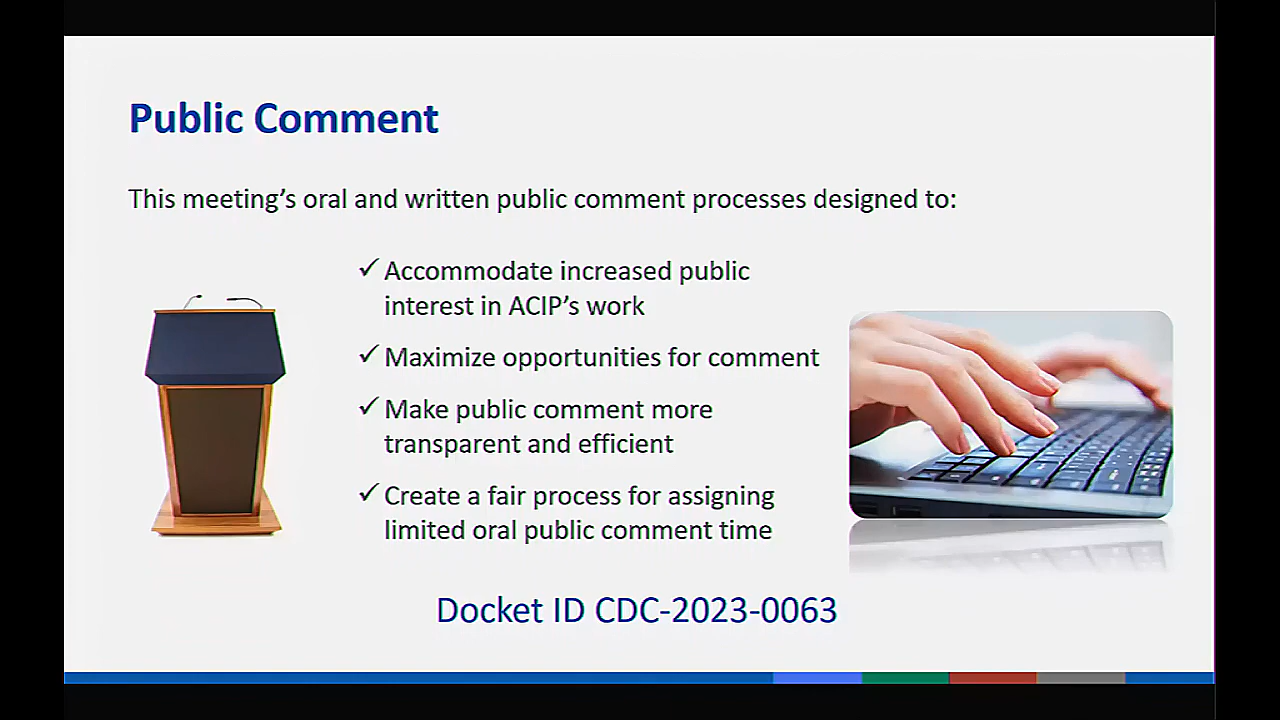 Public Comment
This meeting's oral and written public comment processes designed to:
✓ Accommodate increased public
interest in ACIP's work
✓ Maximize opportunities for comment
✓ Make public comment more
transparent and efficient
✓ Create a fair process for assigning
limited oral public comment time
Docket ID CDC-2023-0063